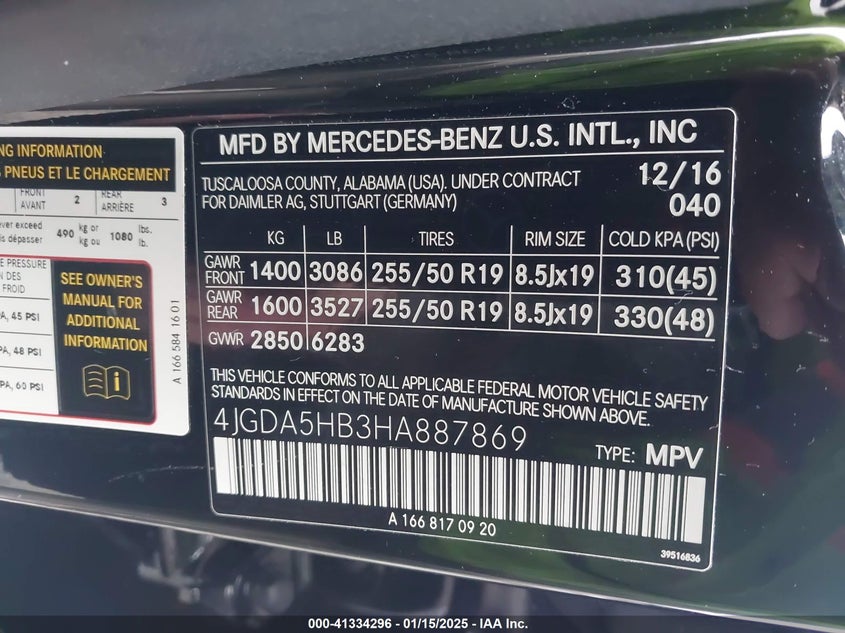 NG INFORMATION
PNEUS ET LE CHARGEMENT
FRONT
AVANT 2 REAR
ARRIÈRE 3
ever exceed
is dépasser 490 kg or
kg ou 1080 lbs.
lb.
E PRESSURE
N DES
FROID
PA, 45 PSI
PA, 48 PSI
PA, 60 PSI
SEE OWNER'S
MANUAL FOR
ADDITIONAL
INFORMATION
i
A 166 584 16 01
MFD BY MERCEDES-BENZ U.S. INTL., INC
TUSCALOOSA COUNTY, ALABAMA (USA). UNDER CONTRACT
FOR DAIMLER AG, STUTTGART (GERMANY)
12/16
040
KG LB TIRES RIM SIZE COLD KPA(PSI)
GAWR
FRONT 1400 3086 255/50 R19 8.5Jx19 310(45)
GAWR
REAR 1600 3527 255/50 R19 8.5Jx19 330(48)
GVWR 2850 6283
THIS VEHICLE CONFORMS TO ALL APPLICABLE FEDERAL MOTOR VEHICLE SAFETY
STANDARDS IN EFFECT ON THE DATE OF MANUFACTURE SHOWN ABOVE.
4JGDA5HB3HA887869
TYPE: MPV
A 166 817 09 20
39516836
000-41334296 - 01/15/2025 - IAA Inc.